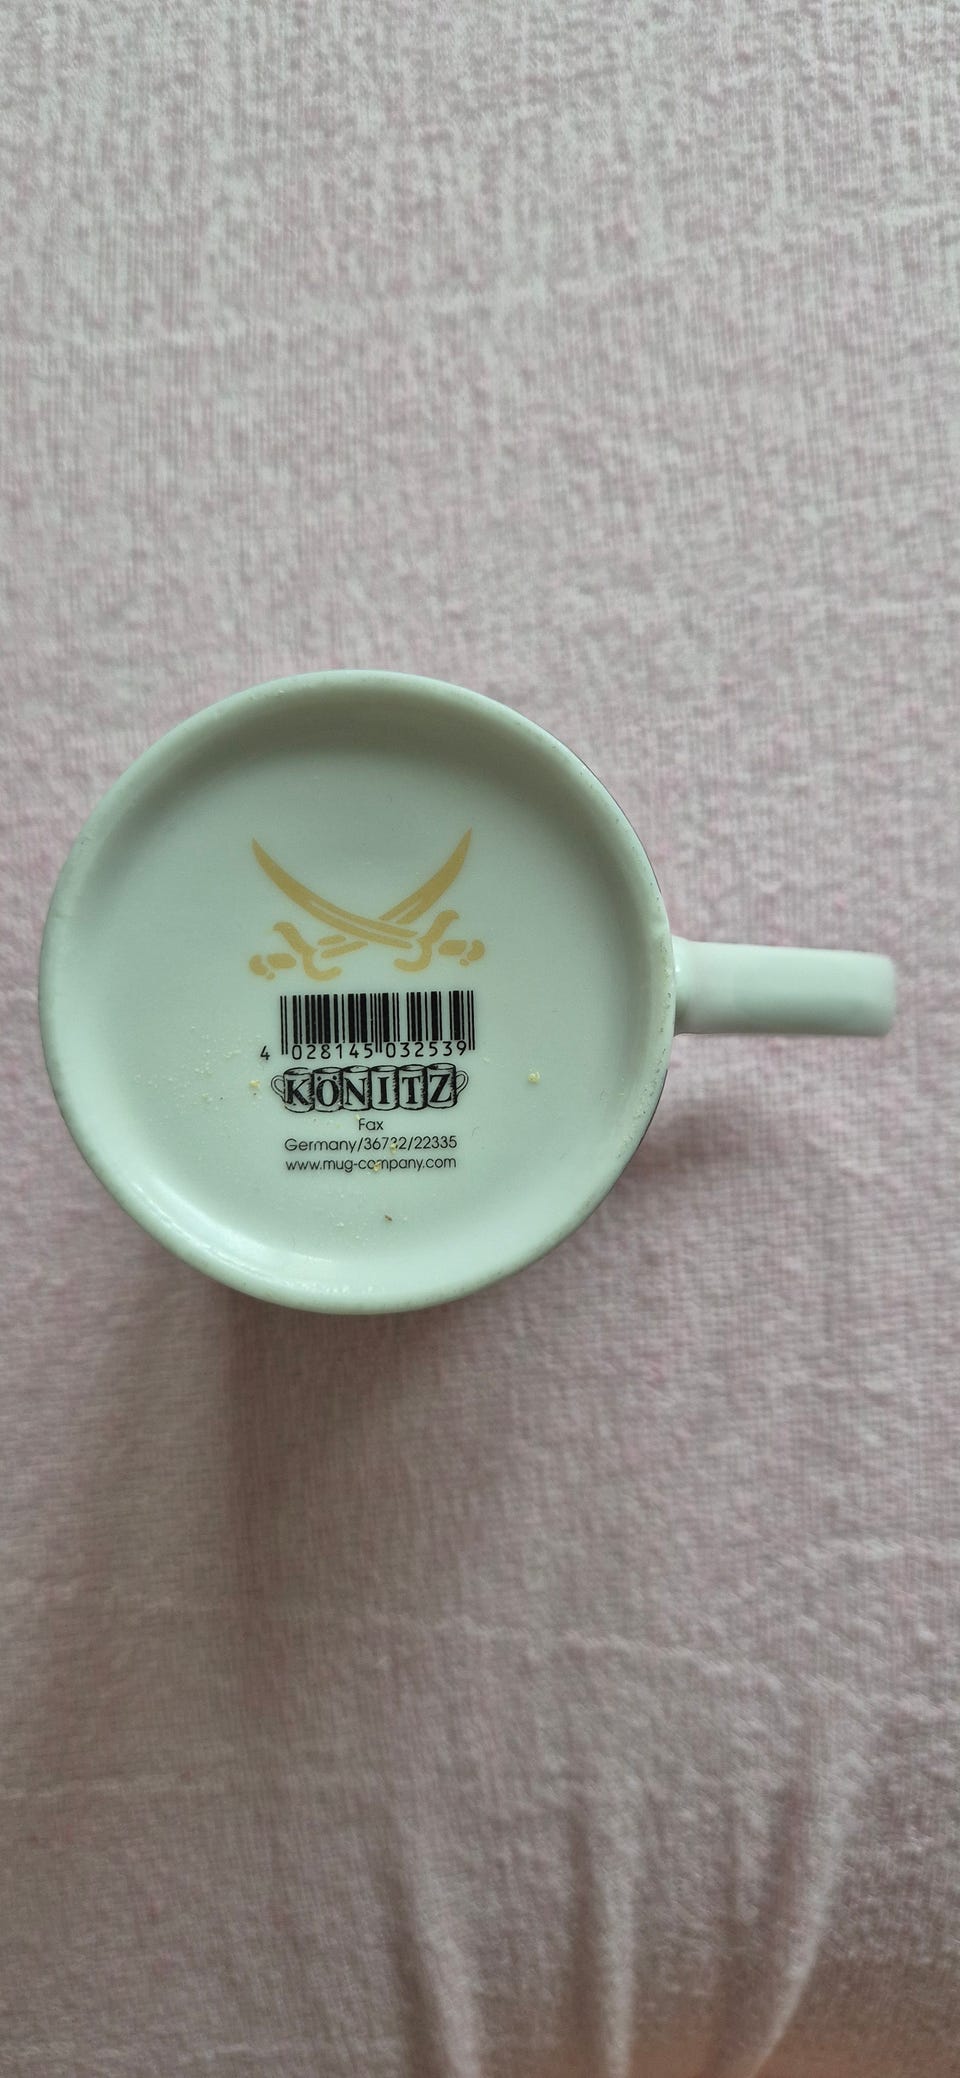 4 028145 032539
KÖNITZ
Fax
Germany/36732/22335
www.mug-company.com